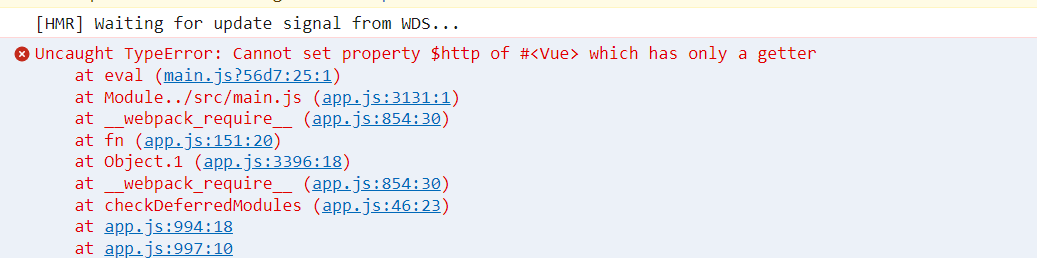 [HMR] Waiting for update signal from WDS...
Uncaught TypeError: Cannot set property $http of #<Vue> which has only a getter
at eval (main.js?56d7:25:1)
at Module../src/main.js (app.js:3131:1)
at __webpack_require__ (app.js:854:30)
at fn (app.js:151:20)
at Object.1 (app.js:3396:18)
at __webpack_require__ (app.js:854:30)
at checkDeferredModules (app.js:46:23)
at app.js:994:18
at app.js:997:10